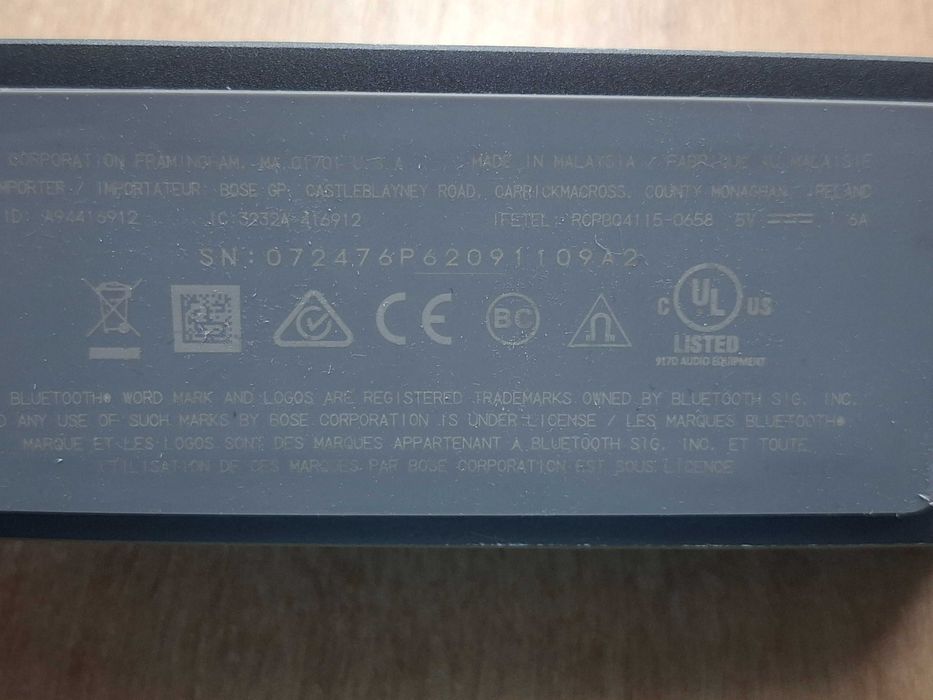 CORPORATION FRAMINGHAM, MA 01701 U.S.A. MADE IN MALAYSIA / FABRIQUÉ EN MALAISIE
IMPORTER / IMPORTATEUR: BOSE GP, CASTLEBLAYNEY ROAD, CARRICKMACROSS, COUNTY MONAGHAN, IRELAND
ID: A94416912 IC 3232A-416912 IFETEL: RCPBO4115-0658 5V 1.6A
SN: 072476P62091109A2
CE BC C UL US
LISTED
917D AUDIO EQUIPMENT
BLUETOOTH® WORD MARK AND LOGOS ARE REGISTERED TRADEMARKS OWNED BY BLUETOOTH SIG, INC.
ANY USE OF SUCH MARKS BY BOSE CORPORATION IS UNDER LICENSE / LES MARQUES BLUETOOTH®
MARQUE ET LES LOGOS SONT DES MARQUES APPARTENANT À BLUETOOTH SIG, INC. ET TOUTE
UTILISATION DE CES MARQUES PAR BOSE CORPORATION EST SOUS LICENCE